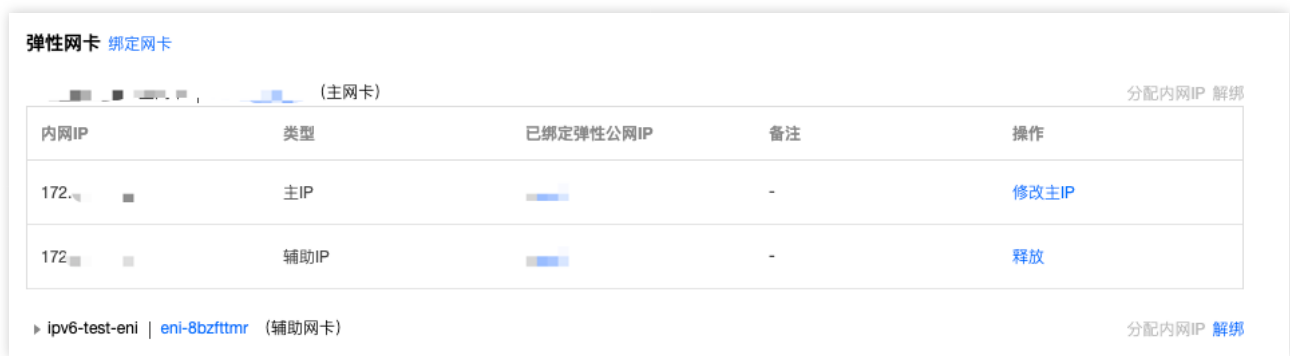 弹性网卡 绑定网卡
(主网卡) 分配内网IP 解绑
内网IP 类型 已绑定弹性公网IP 备注 操作
172. 主IP - 修改主IP
172 辅助IP - 释放
ipv6-test-eni | eni-8bzfttmr (辅助网卡) 分配内网IP 解绑